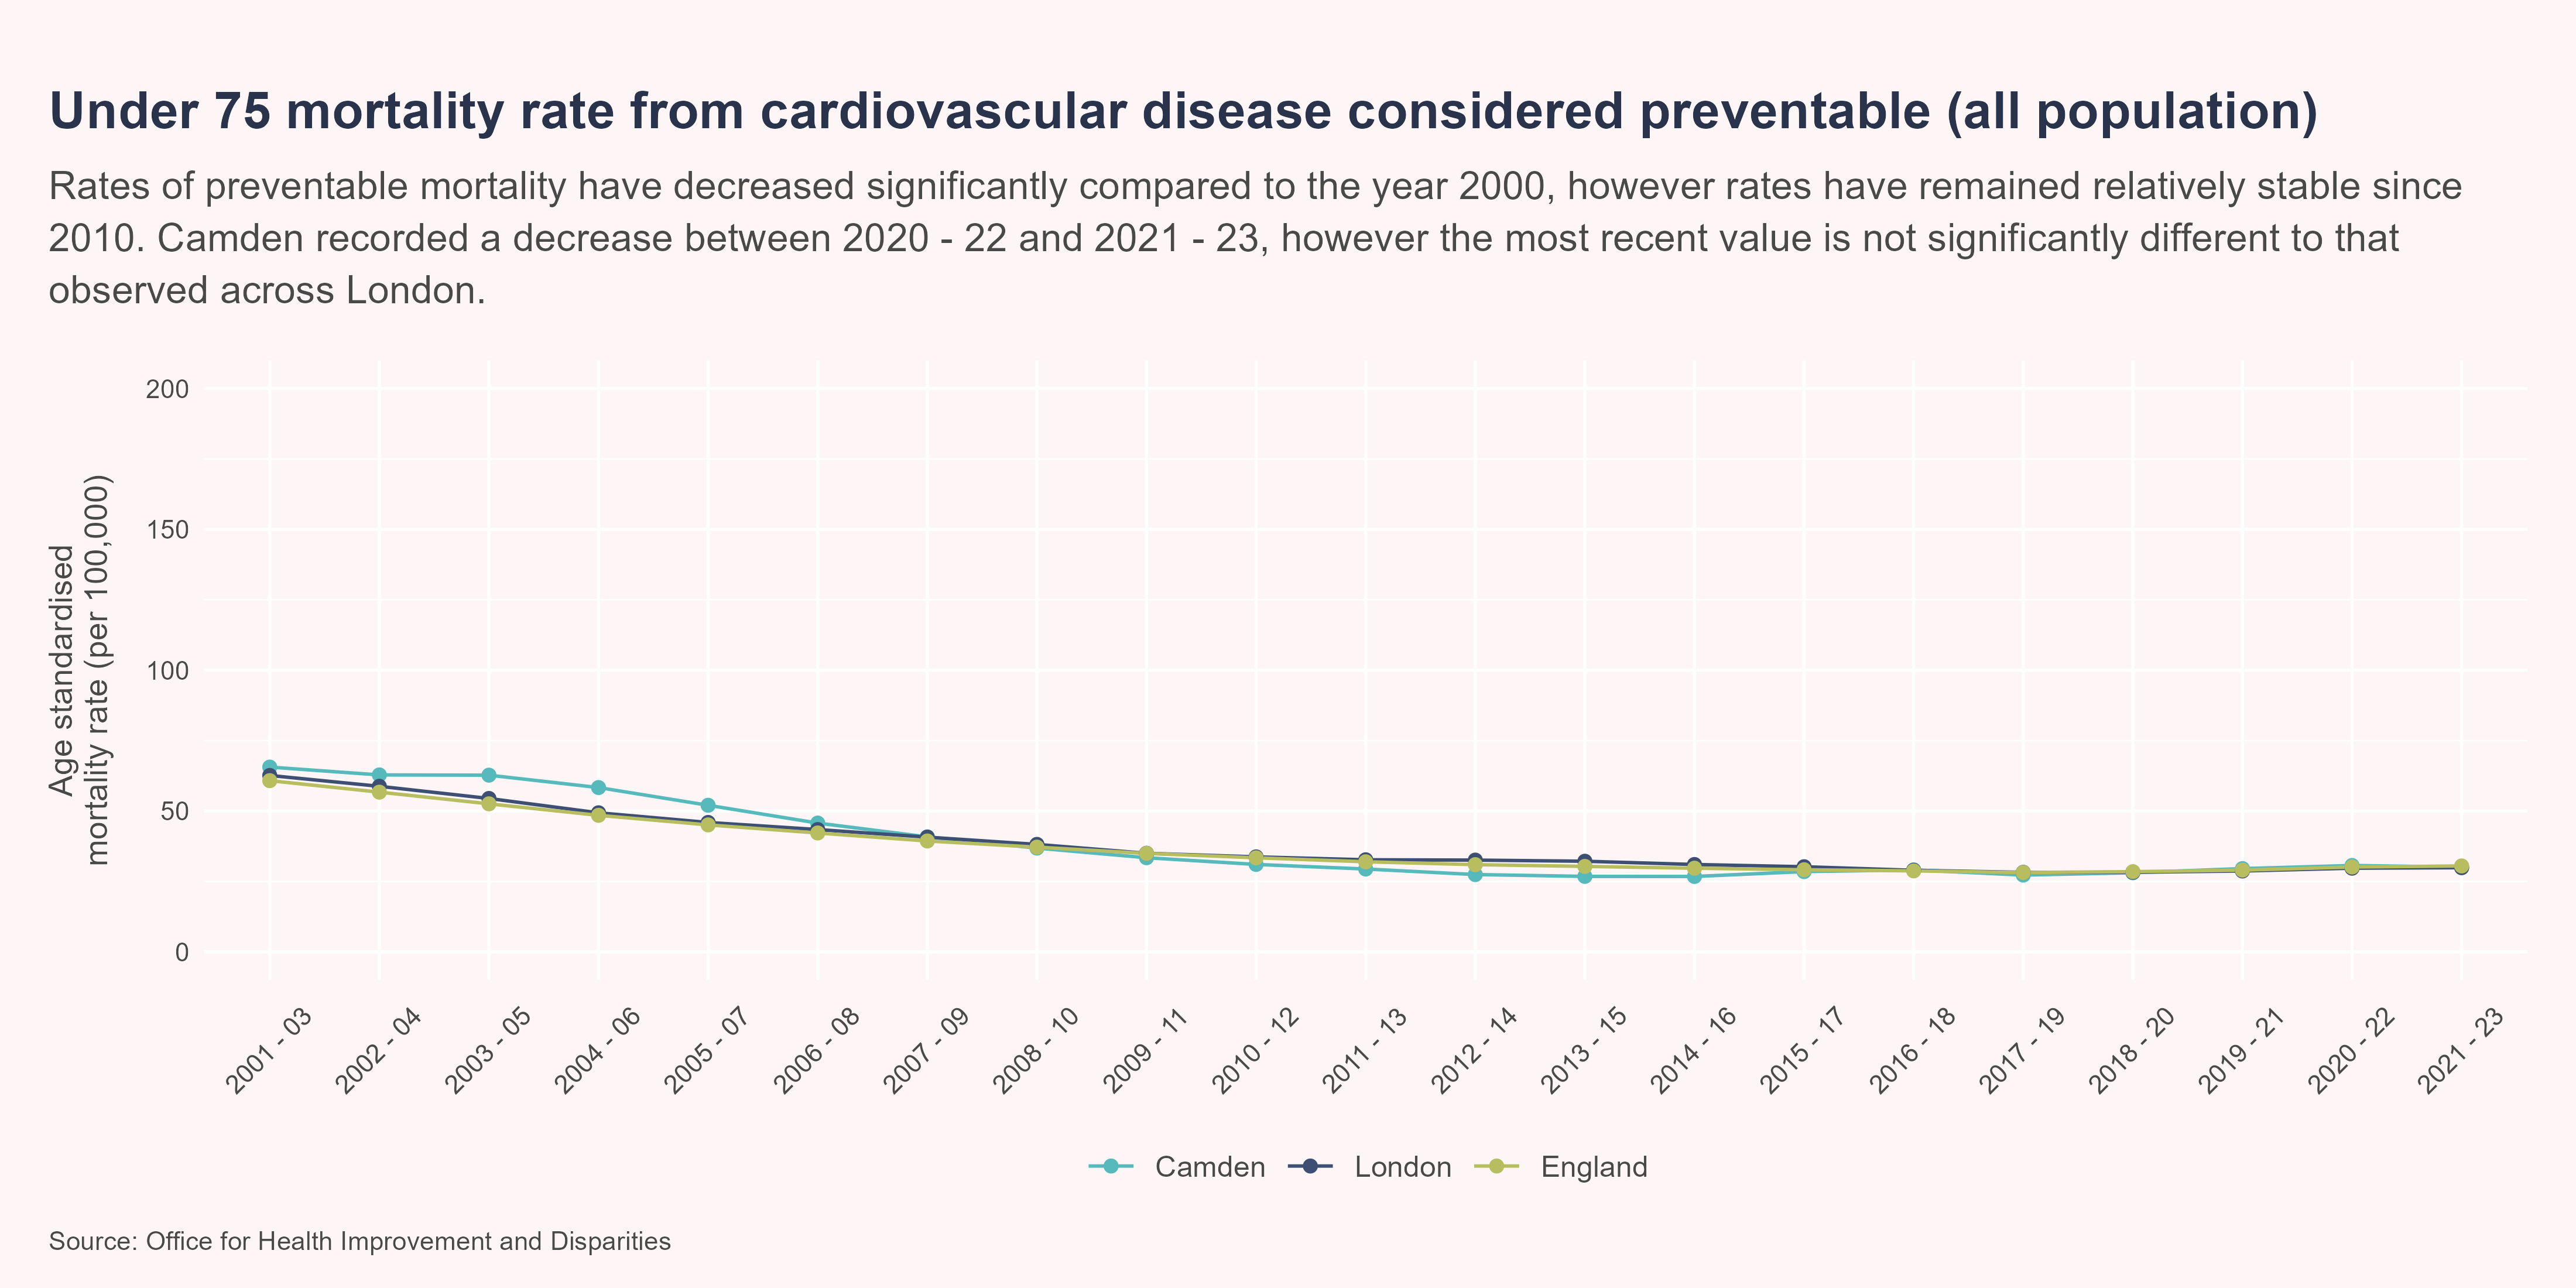 Under 75 mortality rate from cardiovascular disease considered preventable (all population)
Rates of preventable mortality have decreased significantly compared to the year 2000, however rates have remained relatively stable since
2010. Camden recorded a decrease between 2020 - 22 and 2021 - 23, however the most recent value is not significantly different to that
observed across London.
Age standardised
mortality rate (per 100,000)
200
150
100
50
0
2001 - 03
2002 - 04
2003 - 05
2004 - 06
2005 - 07
2006 - 08
2007 - 09
2008 - 10
2009 - 11
2010 - 12
2011 - 13
2012 - 14
2013 - 15
2014 - 16
2015 - 17
2016 - 18
2017 - 19
2018 - 20
2019 - 21
2020 - 22
2021 - 23
Camden London England
Source: Office for Health Improvement and Disparities